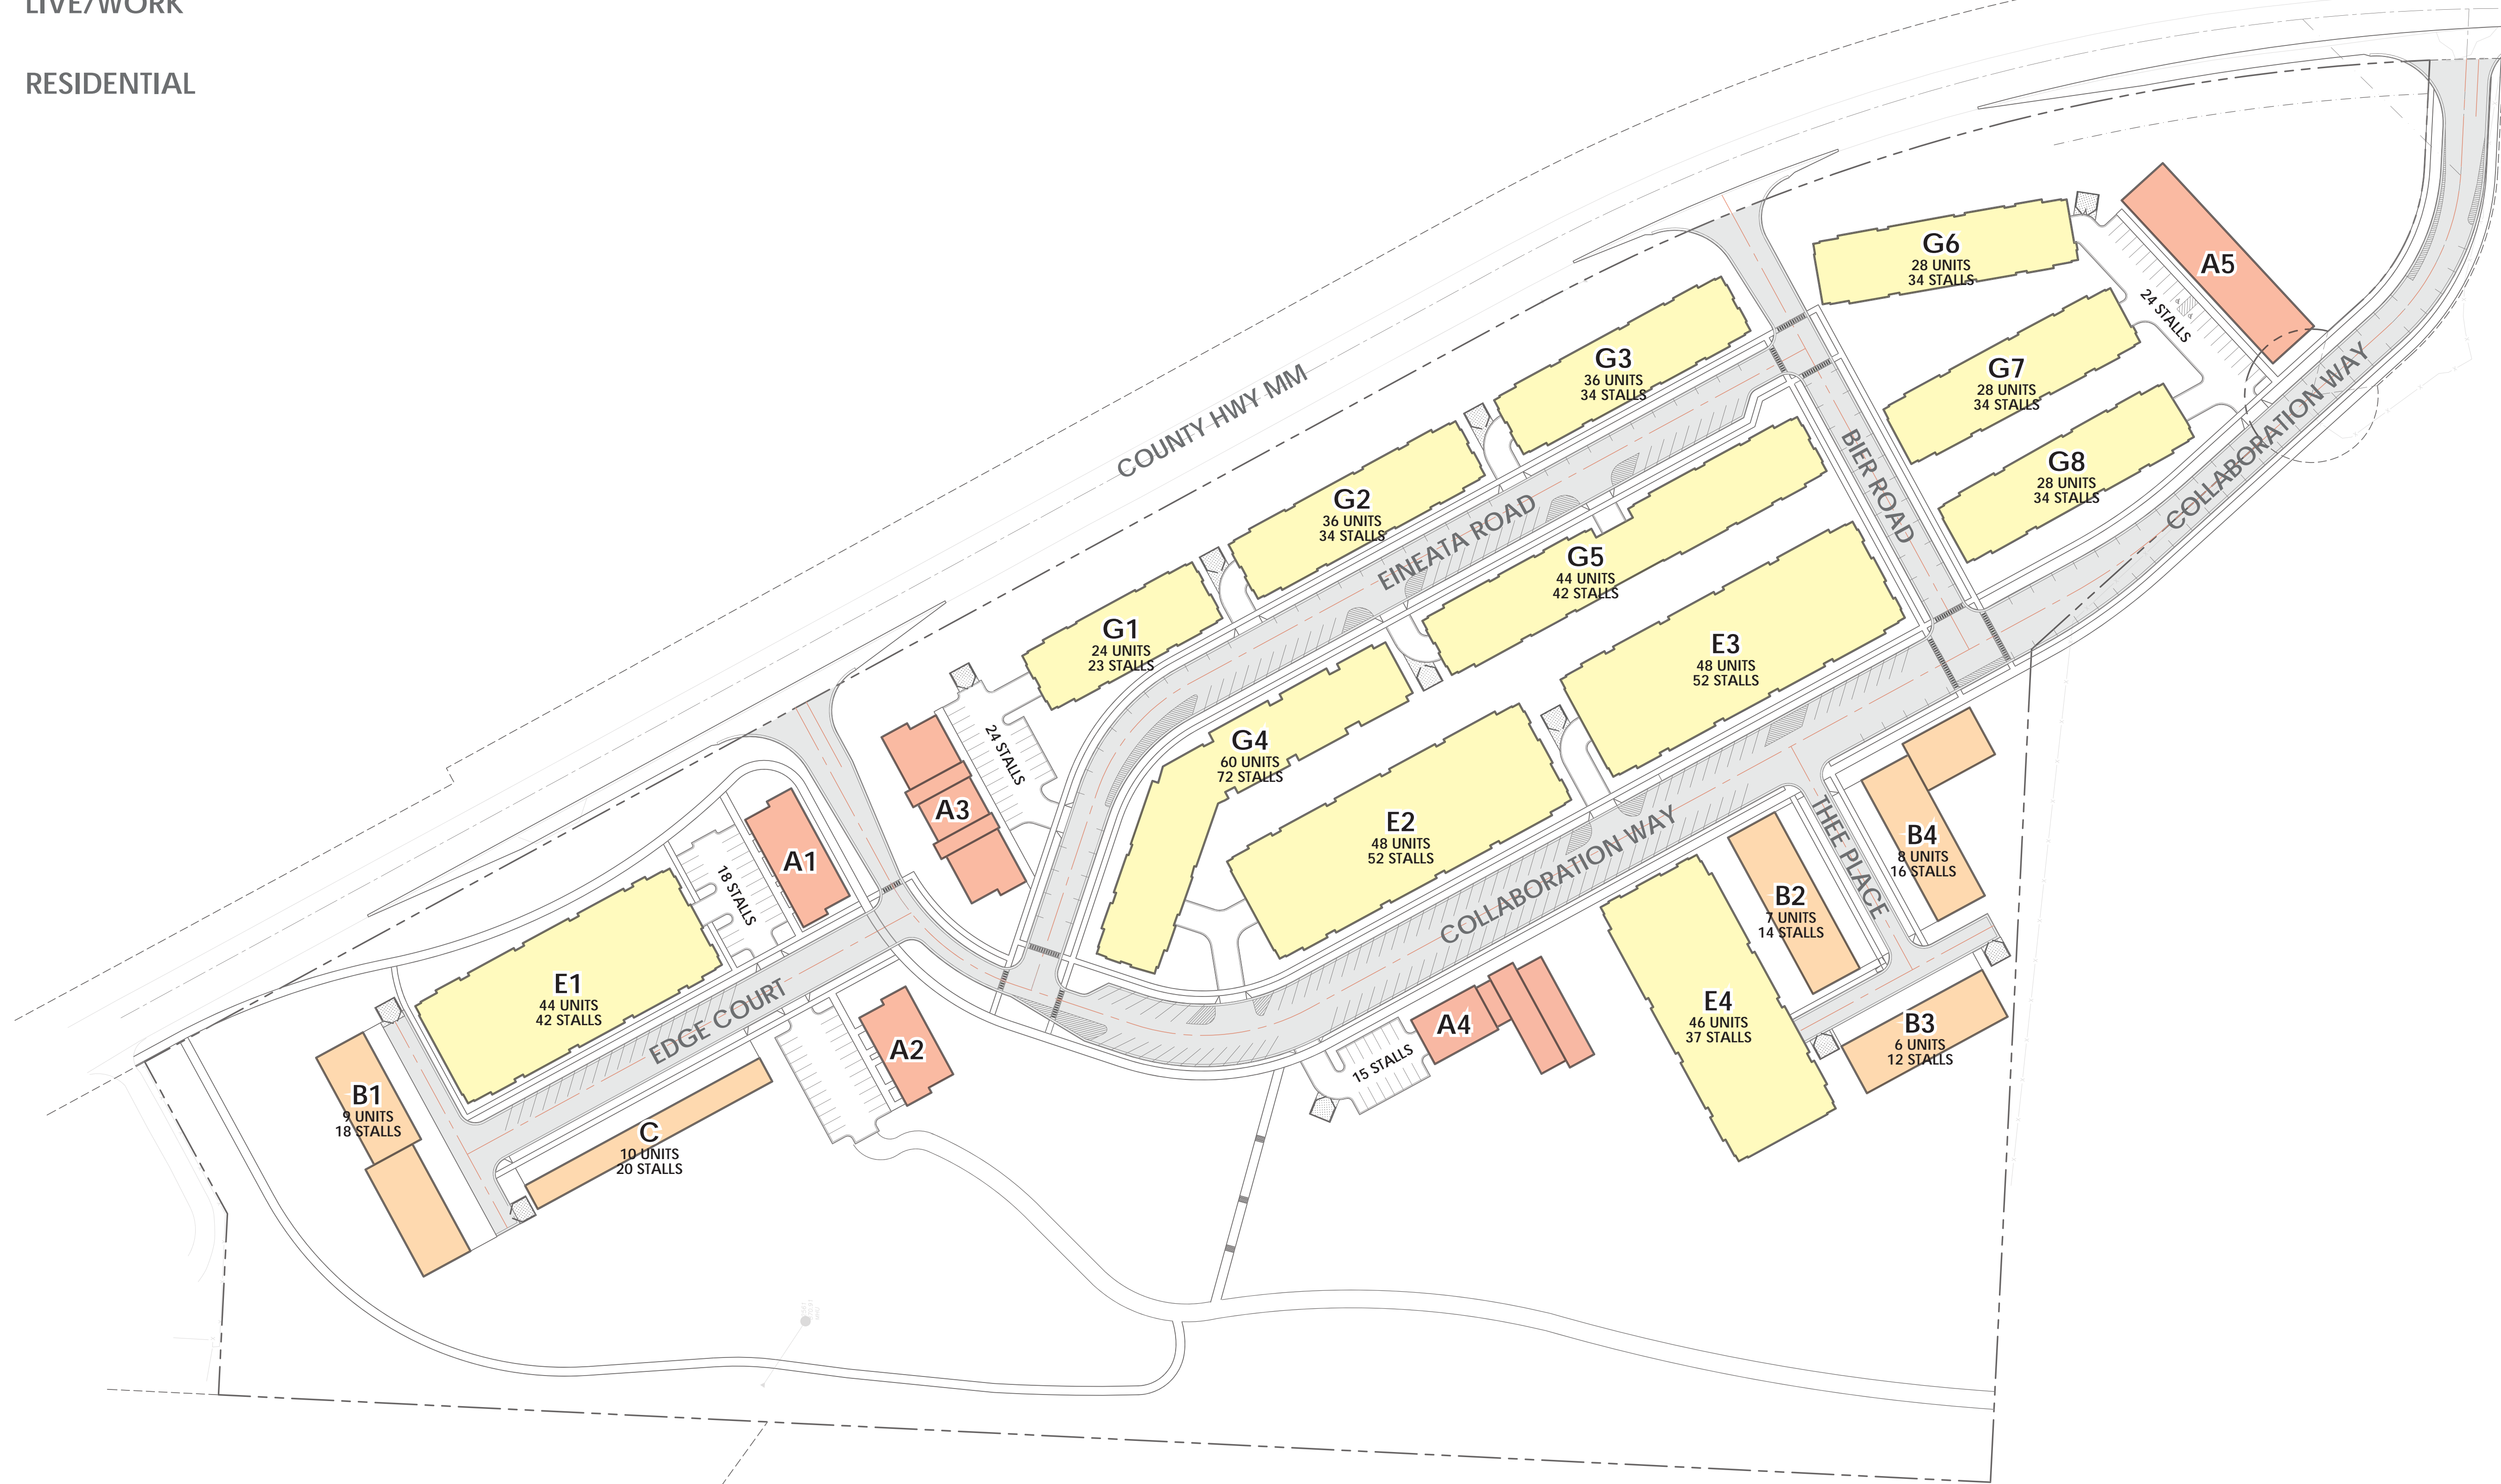 LIVE/WORK
RESIDENTIAL
COUNTY HWY MM
G6
28 UNITS
34 STALLS
A5
24 STALLS
G7
28 UNITS
34 STALLS
G8
28 UNITS
34 STALLS
COLLABORATION WAY
BIER ROAD
G3
36 UNITS
34 STALLS
G2
36 UNITS
34 STALLS
EINEATA ROAD
G5
44 UNITS
42 STALLS
G1
24 UNITS
23 STALLS
E3
48 UNITS
52 STALLS
G4
60 UNITS
72 STALLS
24 STALLS
A3
E2
48 UNITS
52 STALLS
COLLABORATION WAY
THEE PLACE
B4
8 UNITS
16 STALLS
B2
7 UNITS
14 STALLS
A1
18 STALLS
E1
44 UNITS
42 STALLS
EDGE COURT
A2
A4
15 STALLS
E4
46 UNITS
37 STALLS
B3
6 UNITS
12 STALLS
B1
9 UNITS
18 STALLS
C
10 UNITS
20 STALLS